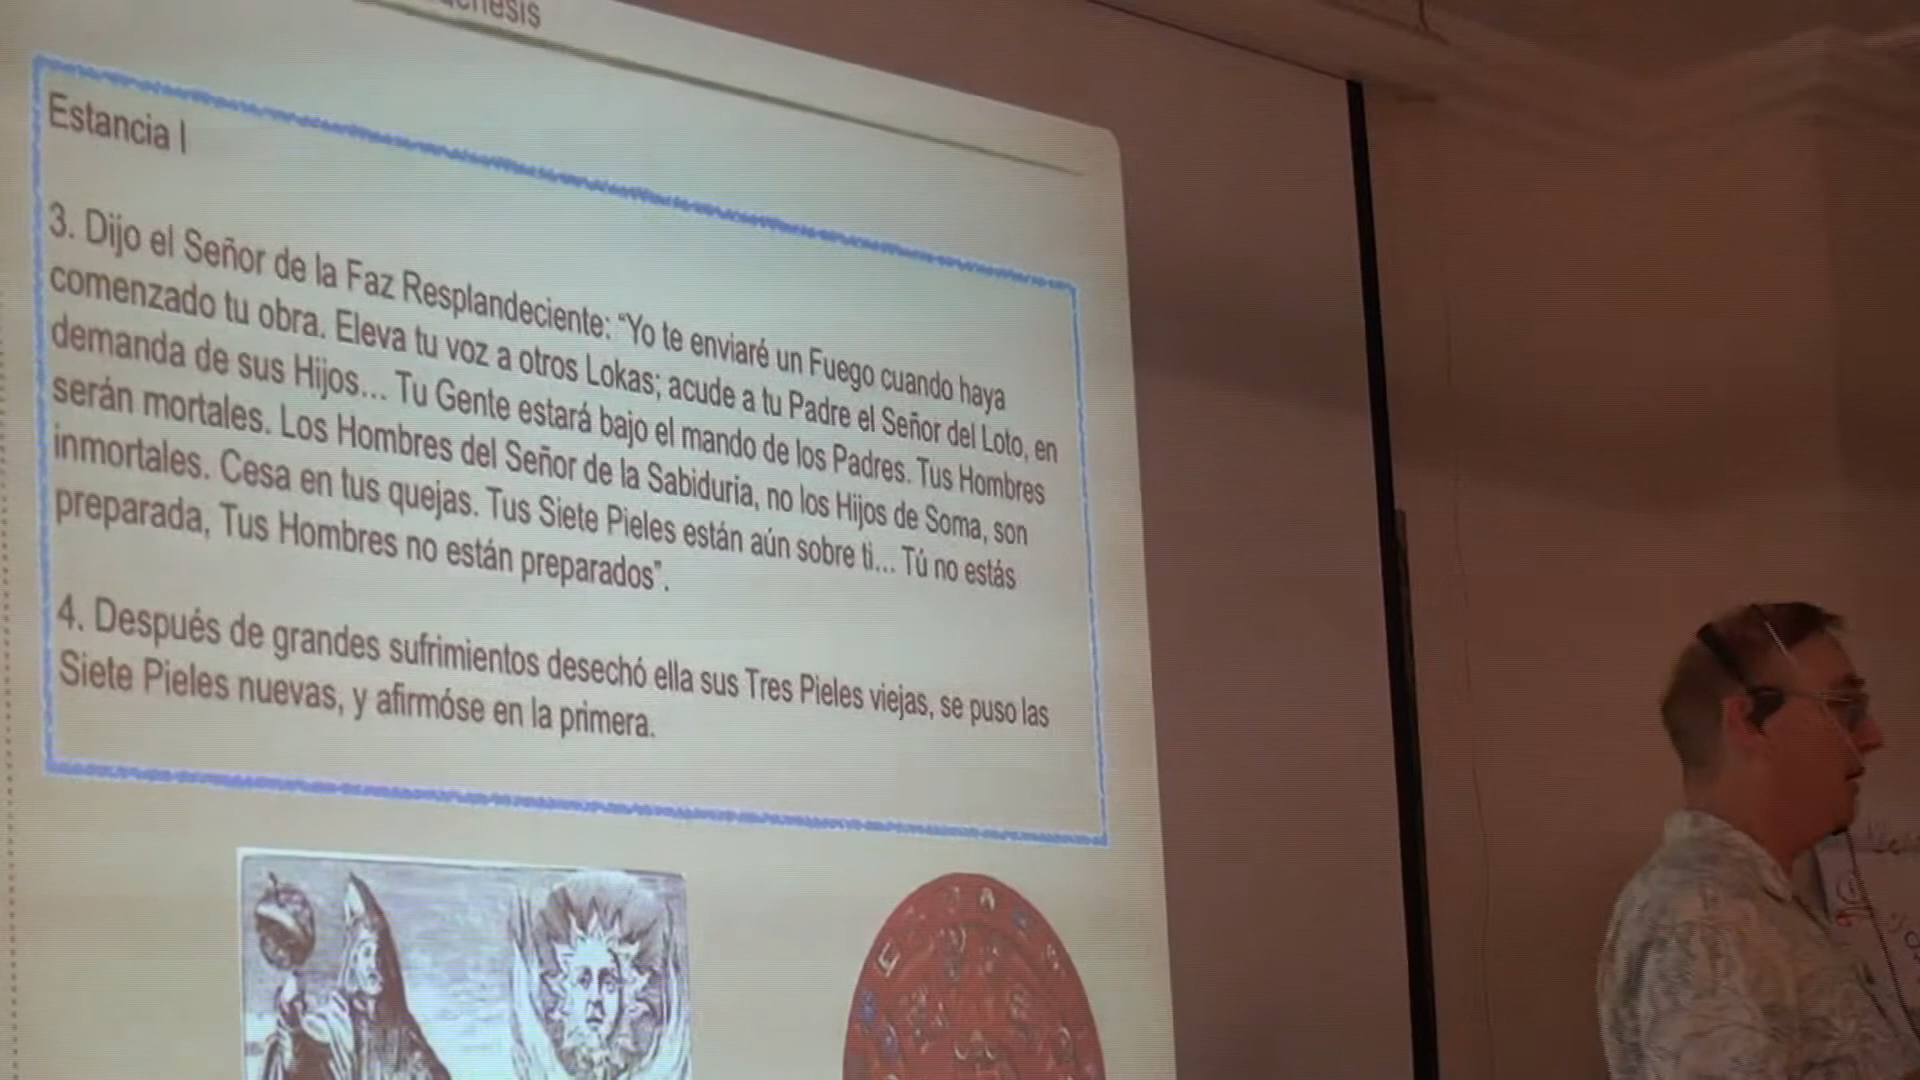 Estancia I
3. Dijo el Señor de la Faz Resplandeciente: “Yo te enviaré un Fuego cuando haya
comenzado tu obra. Eleva tu voz a otros Lokas; acude a tu Padre el Señor del Loto, en
demanda de sus Hijos... Tu Gente estará bajo el mando de los Padres. Tus Hombres
serán mortales. Los Hombres del Señor de la Sabiduría, no los Hijos de Soma, son
inmortales. Cesa en tus quejas. Tus Siete Pieles están aún sobre ti... Tú no estás
preparada, Tus Hombres no están preparados”.
4. Después de grandes sufrimientos desechó ella sus Tres Pieles viejas, se puso las
Siete Pieles nuevas, y afirmóse en la primera.